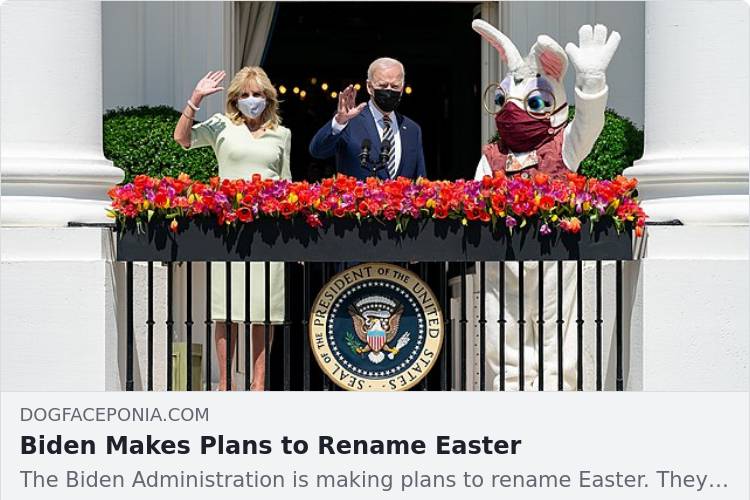 SEAL OF THE PRESIDENT OF THE UNITED STATES
DOGFACEPONIA.COM
Biden Makes Plans to Rename Easter
The Biden Administration is making plans to rename Easter. They...